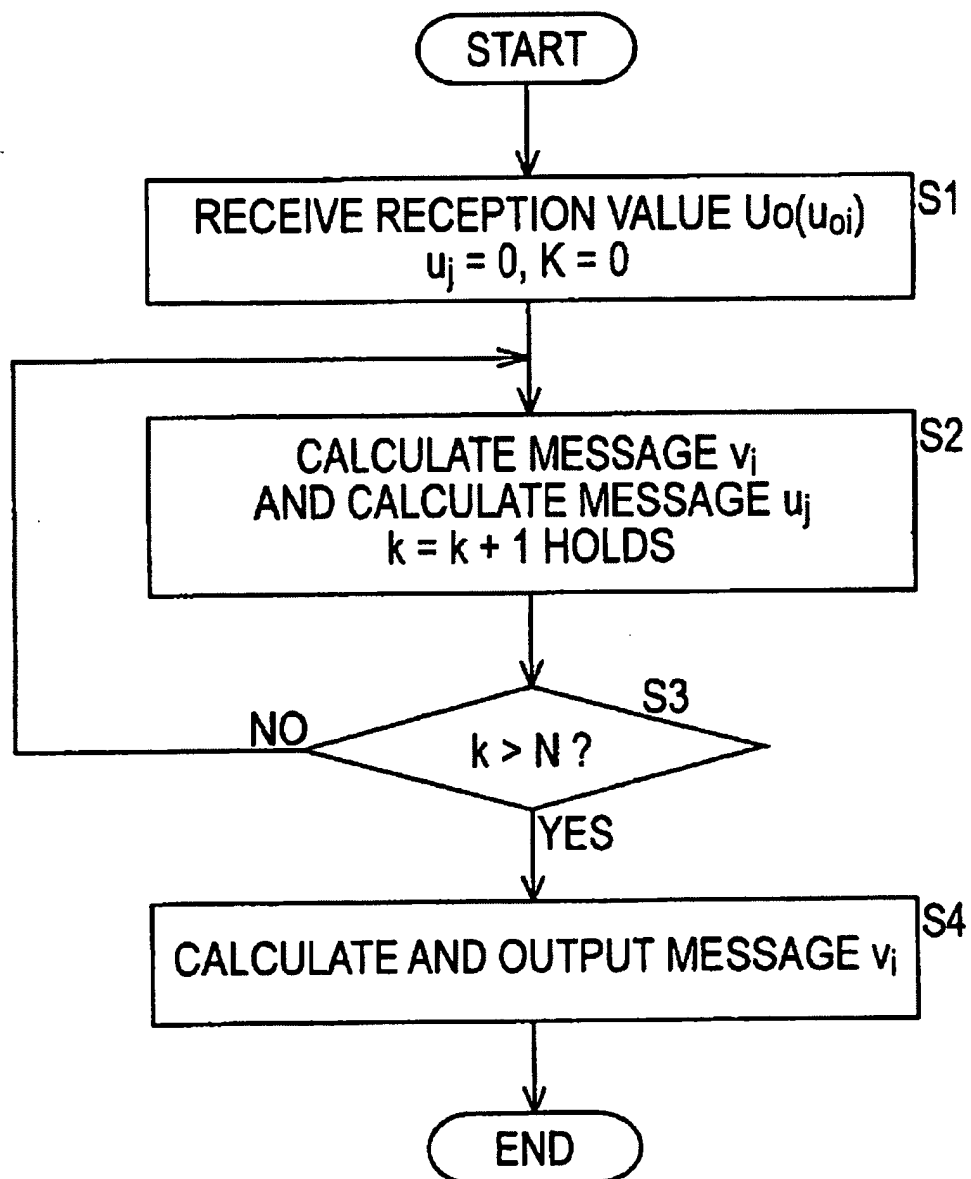 START
S1
RECEIVE RECEPTION VALUE Uo(uoi)
uj = 0, K = 0
S2
CALCULATE MESSAGE vi
AND CALCULATE MESSAGE uj
k = k + 1 HOLDS
S3
NO
k > N ?
YES
S4
CALCULATE AND OUTPUT MESSAGE vi
END